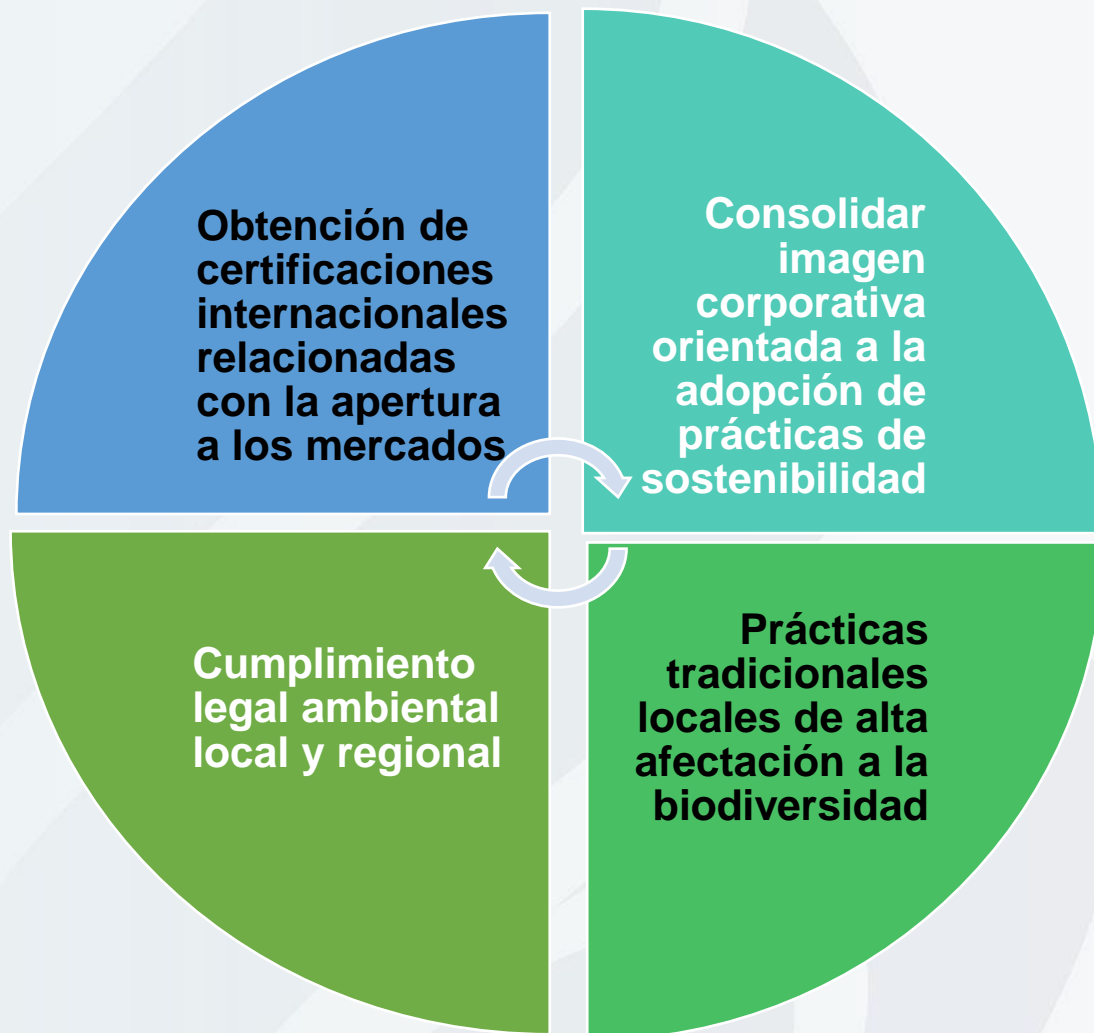 Obtención de
certificaciones
internacionales
relacionadas
con la apertura
a los mercados
Consolidar
imagen
corporativa
orientada a la
adopción de
prácticas de
sostenibilidad
Cumplimiento
legal ambiental
local y regional
Prácticas
tradicionales
locales de alta
afectación a la
biodiversidad